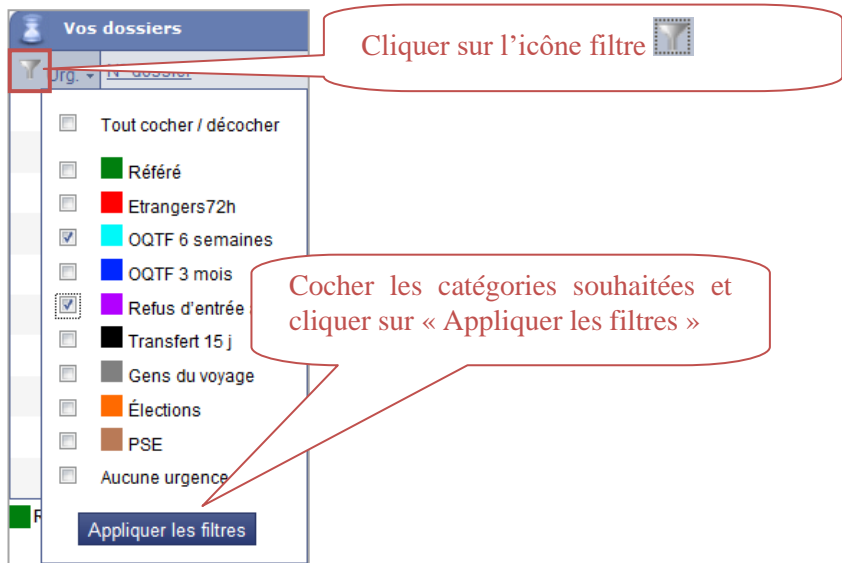 Vos dossiers
Cliquer sur l’icône filtre
Urg.
N° dossier
Tout cocher / décocher
Référé
Etrangers72h
OQTF 6 semaines
OQTF 3 mois
Refus d’entrée
Transfert 15 j
Gens du voyage
Élections
PSE
Aucune urgence
Appliquer les filtres
Cocher les catégories souhaitées et
cliquer sur « Appliquer les filtres »